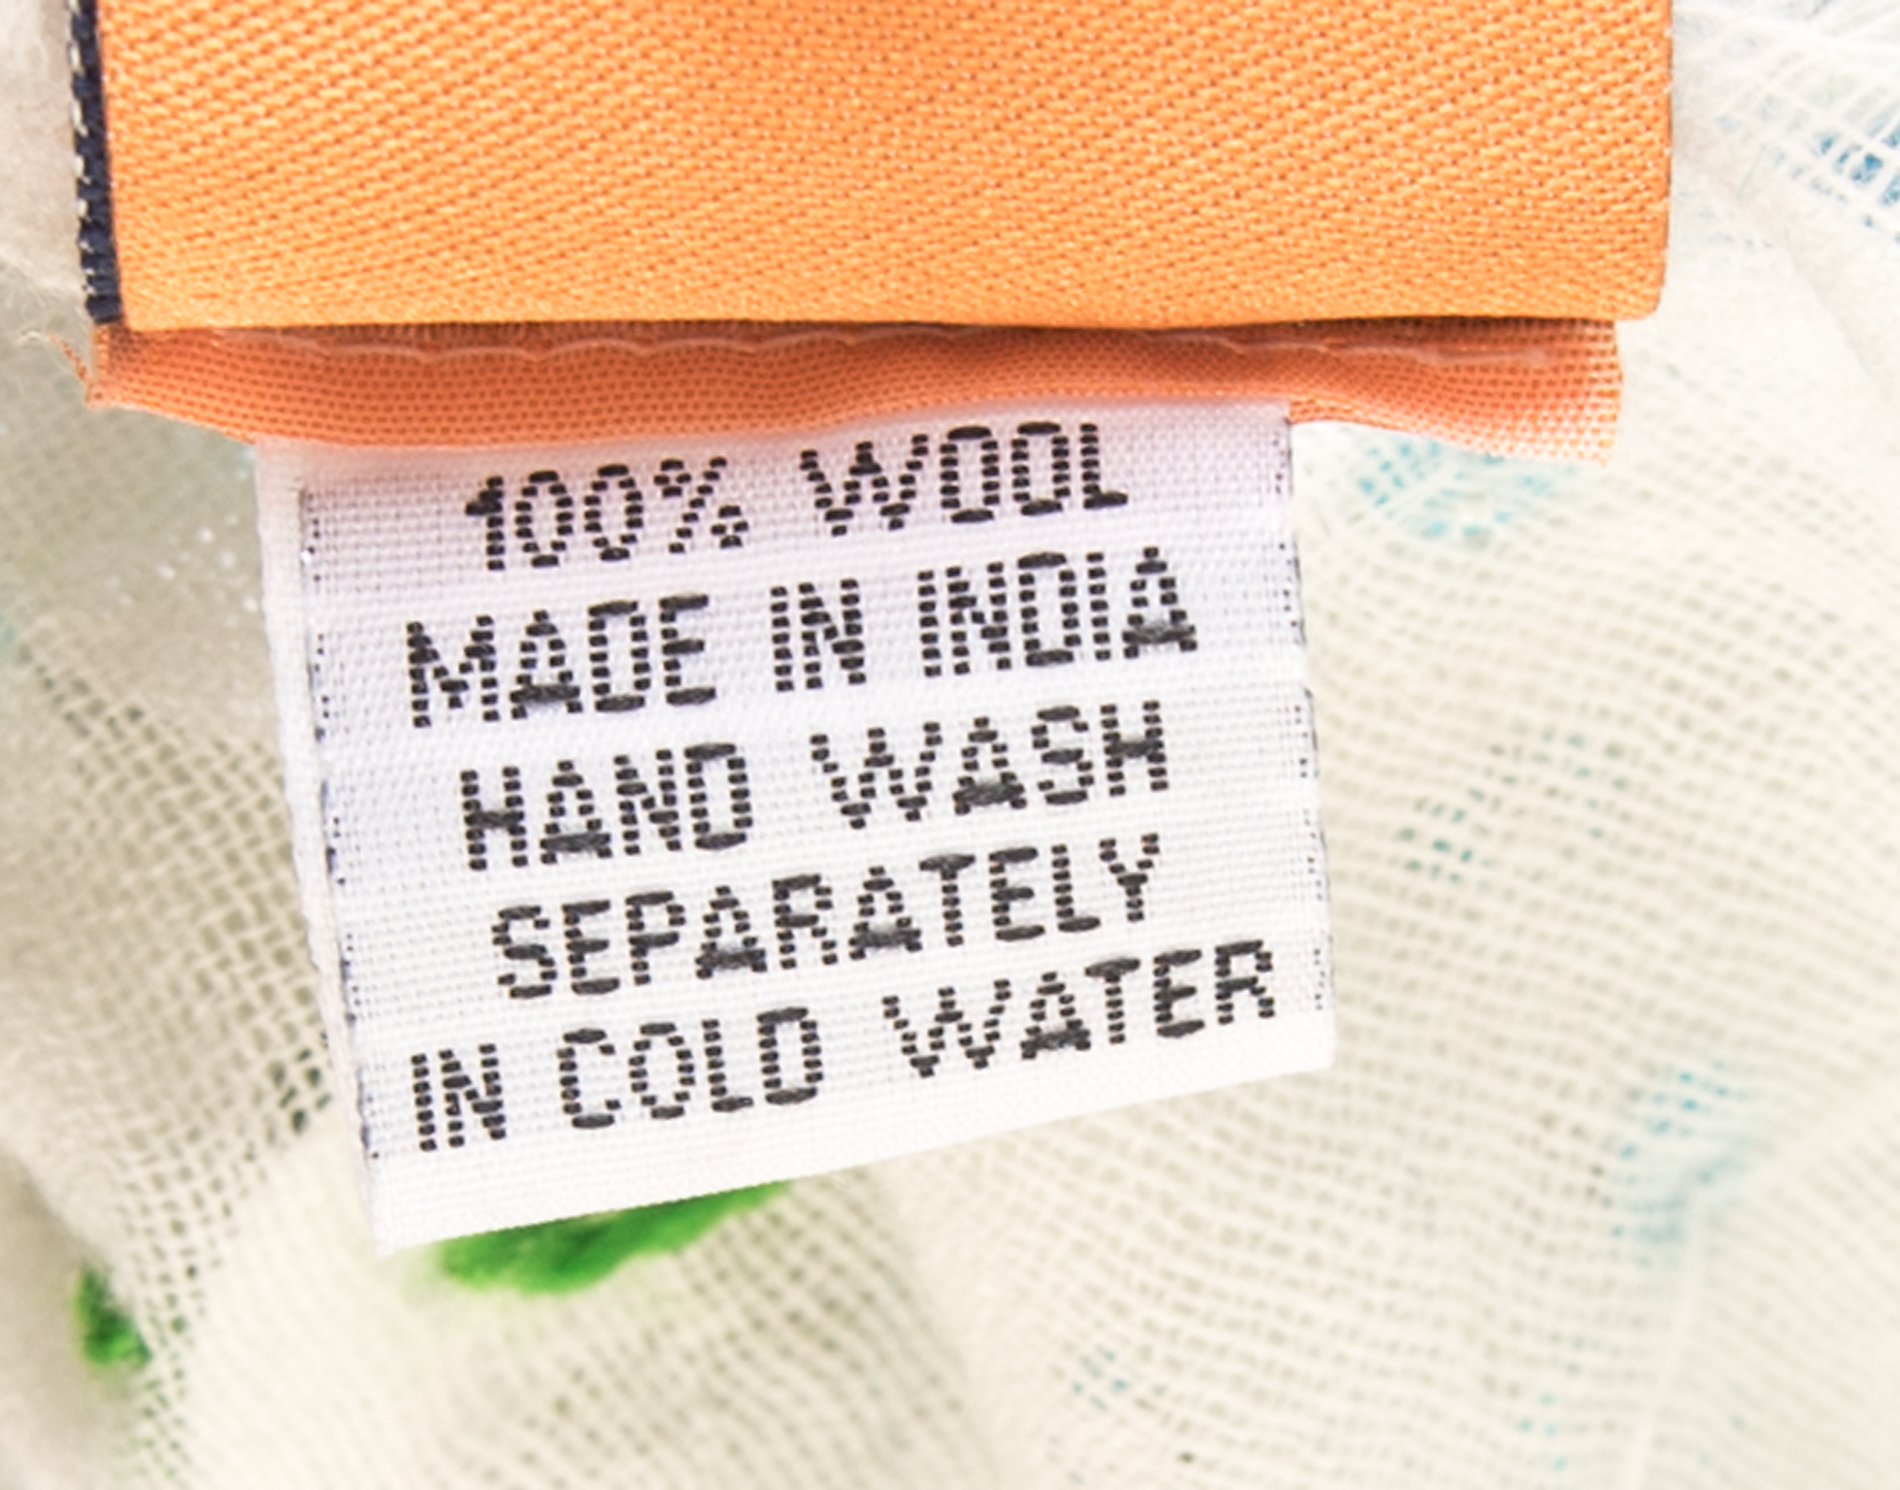 100% WOOL
MADE IN INDIA
HAND WASH
SEPARATELY
IN COLD WATER